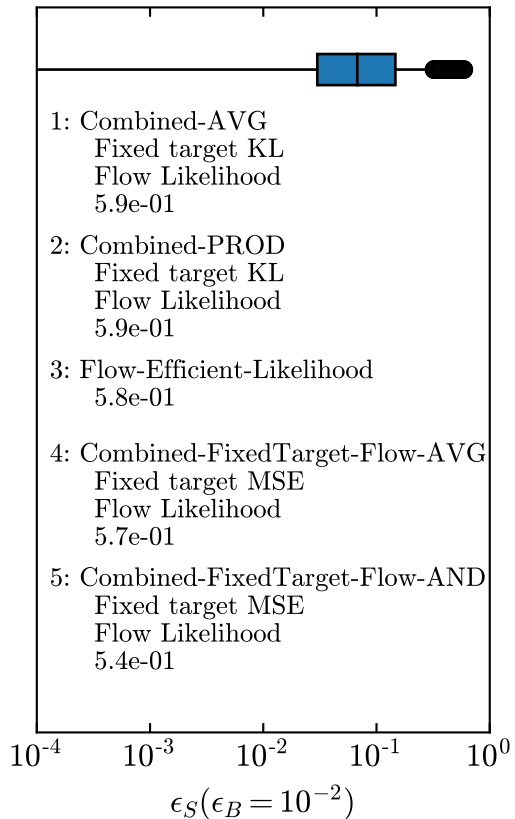 1: Combined-AVG
Fixed target KL
Flow Likelihood
5.9e-01
2: Combined-PROD
Fixed target KL
Flow Likelihood
5.9e-01
3: Flow-Efficient-Likelihood
5.8e-01
4: Combined-FixedTarget-Flow-AVG
Fixed target MSE
Flow Likelihood
5.7e-01
5: Combined-FixedTarget-Flow-AND
Fixed target MSE
Flow Likelihood
5.4e-01
10⁻⁴ 10⁻³ 10⁻² 10⁻¹ 10⁰
ϵ_S(ϵ_B = 10⁻²)